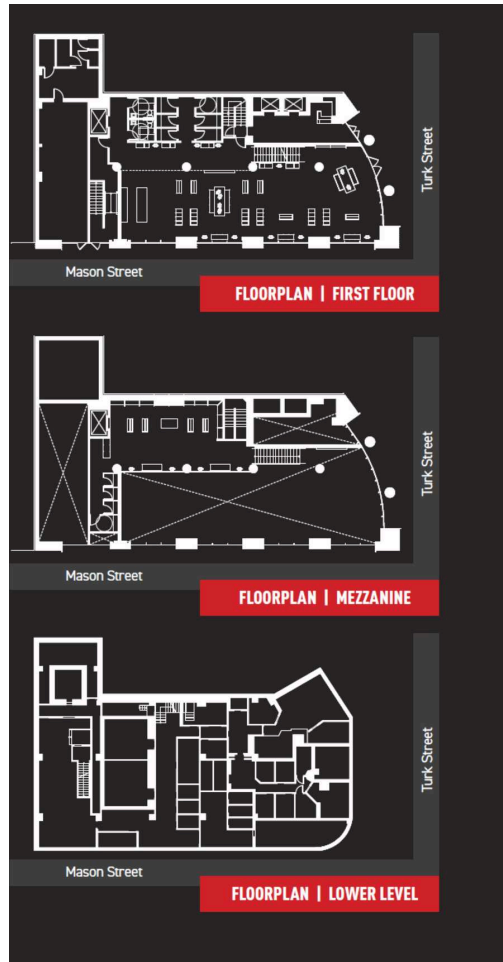 Turk Street
Mason Street
FLOORPLAN | FIRST FLOOR
Turk Street
Mason Street
FLOORPLAN | MEZZANINE
Turk Street
Mason Street
FLOORPLAN | LOWER LEVEL